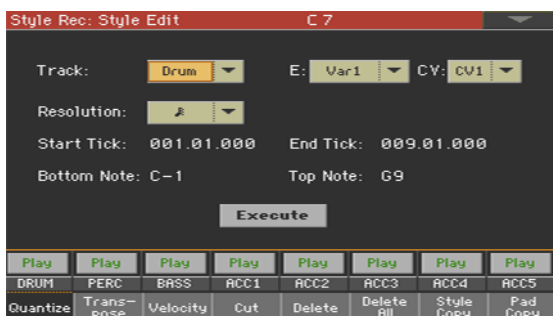 Style Rec: Style Edit C 7
Track: Drum E: Var1 CV: CV1
Resolution:
Start Tick: 001.01.000 End Tick: 009.01.000
Bottom Note: C-1 Top Note: G9
Execute
Play Play Play Play Play Play Play Play
DRUM PERC BASS ACC1 ACC2 ACC3 ACC4 ACC5
Quantize Trans-pose Velocity Cut Delete Delete All Style Copy Pad Copy